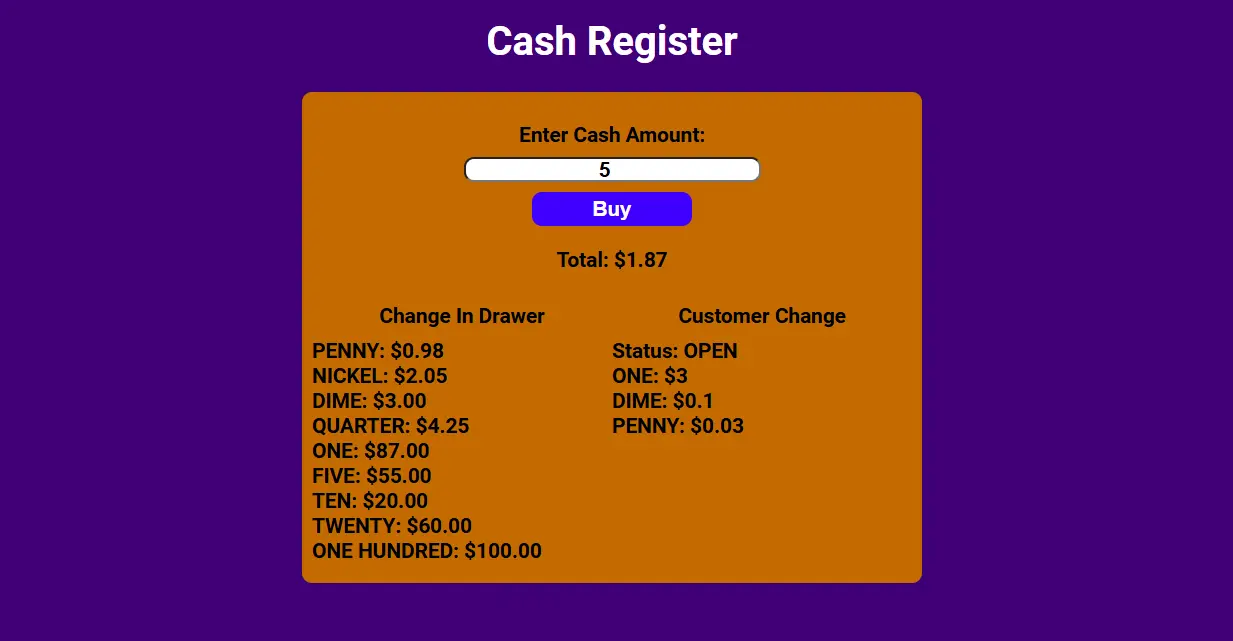 Cash Register
Enter Cash Amount:
5
Buy
Total: $1.87
Change In Drawer
PENNY: $0.98
NICKEL: $2.05
DIME: $3.00
QUARTER: $4.25
ONE: $87.00
FIVE: $55.00
TEN: $20.00
TWENTY: $60.00
ONE HUNDRED: $100.00
Customer Change
Status: OPEN
ONE: $3
DIME: $0.1
PENNY: $0.03